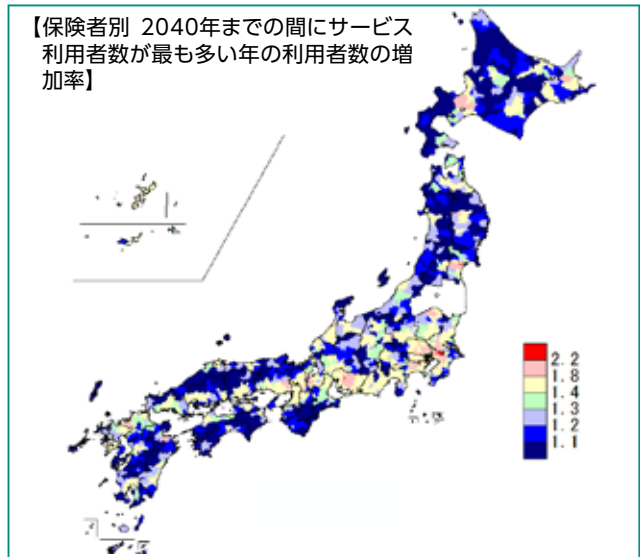 【保険者別 2040年までの間にサービス
利用者数が最も多い年の利用者数の増
加率】
2.2
1.8
1.4
1.3
1.2
1.1